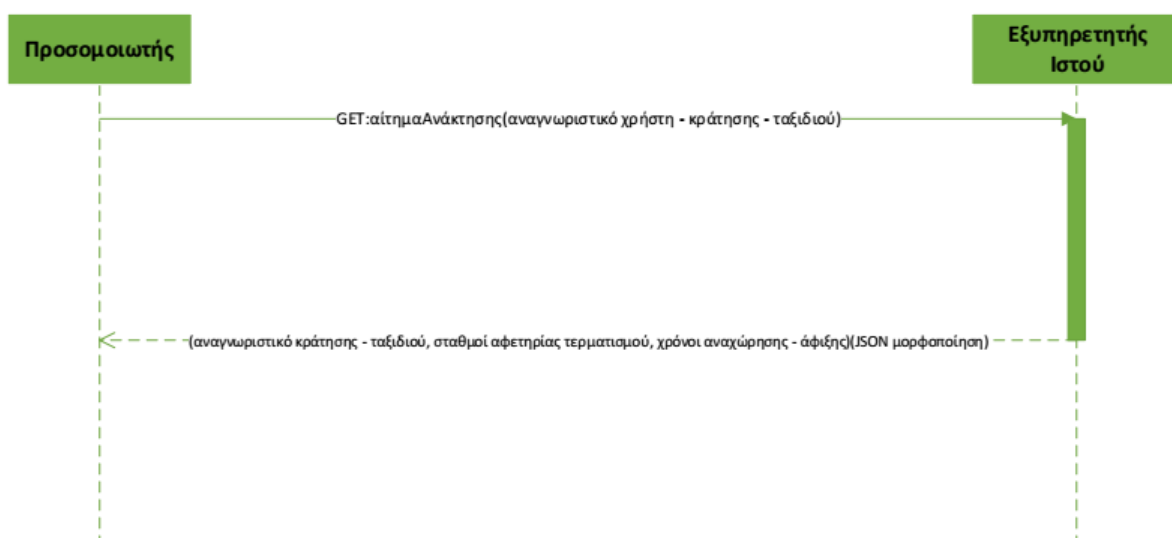 Προσομοιωτής
Εξυπηρετητής
Ιστού
GET:αίτημαΑνάκτησης(αναγνωριστικό χρήστη - κράτησης - ταξιδιού)
(αναγνωριστικό κράτησης - ταξιδιού, σταθμοί αφετηρίας τερματισμού, χρόνοι αναχώρησης - άφιξης)(JSON μορφοποίηση)